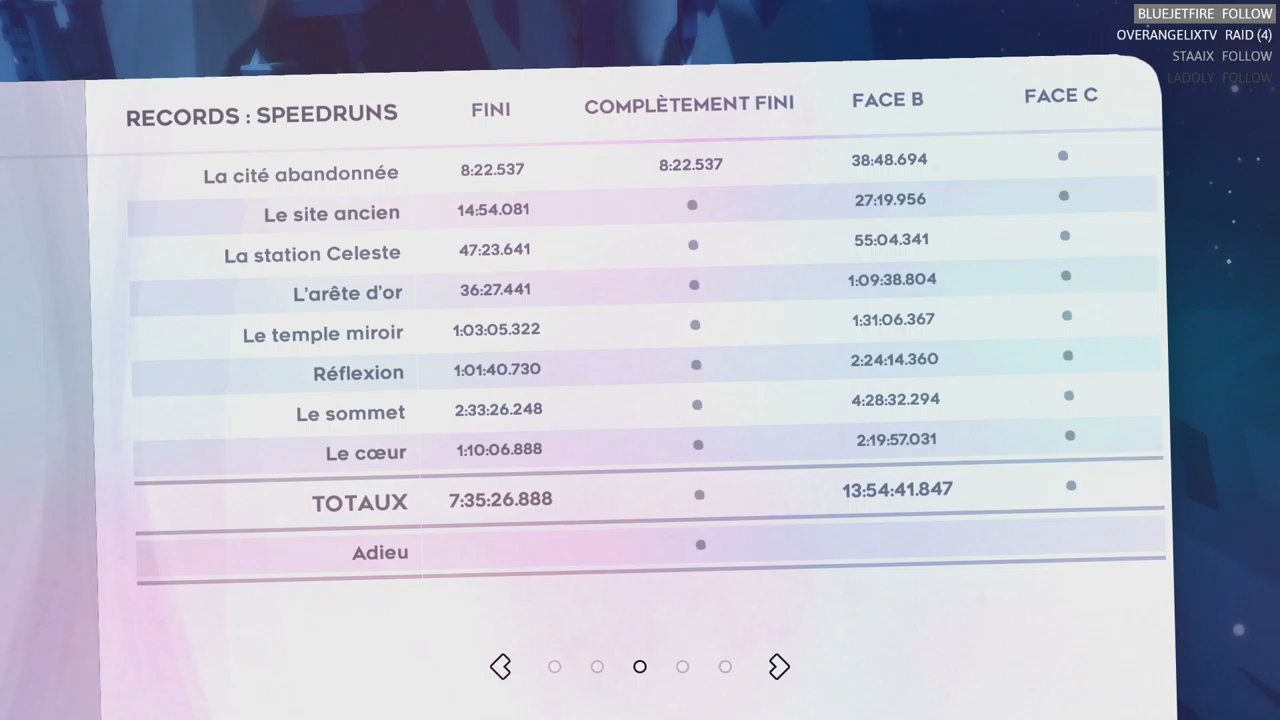 BLUEJETFIRE FOLLOW
OVERANGELIXTV RAID (4)
STAAIX FOLLOW
LADOLY FOLLOW
RECORDS : SPEEDRUNS FINI COMPLÈTEMENT FINI FACE B FACE C
La cité abandonnée 8:22.537 8:22.537 38:48.694
Le site ancien 14:54.081 27:19.956
La station Celeste 47:23.641 55:04.341
L'arête d'or 36:27.441 1:09:38.804
Le temple miroir 1:03:05.322 1:31:06.367
Réflexion 1:01:40.730 2:24:14.360
Le sommet 2:33:26.248 4:28:32.294
Le cœur 1:10:06.888 2:19:57.031
TOTAUX 7:35:26.888 13:54:41.847
Adieu